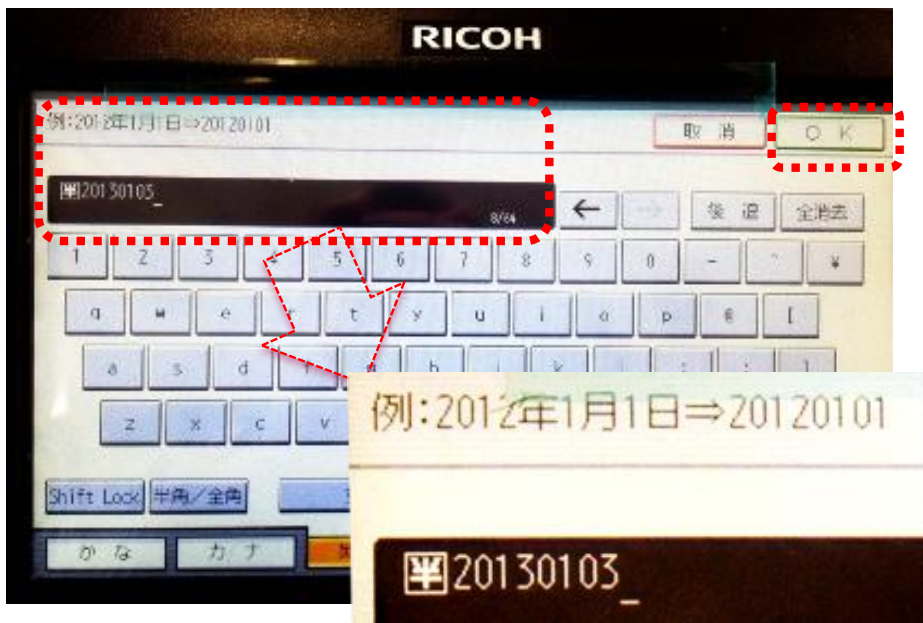 RICOH
例:2012年1月1日⇒20120101
取 消
O K
半20130103_
8/64
← → 後 退 全消去
1 2 3 4 5 6 7 8 9 0 - ^ ¥
q w e r t y u i o p @ [
a s d f g h j k l ; : ]
z x c v
Shift Lock 半角/全角
か な カ ナ
例:2012年1月1日⇒20120101
半20130103_